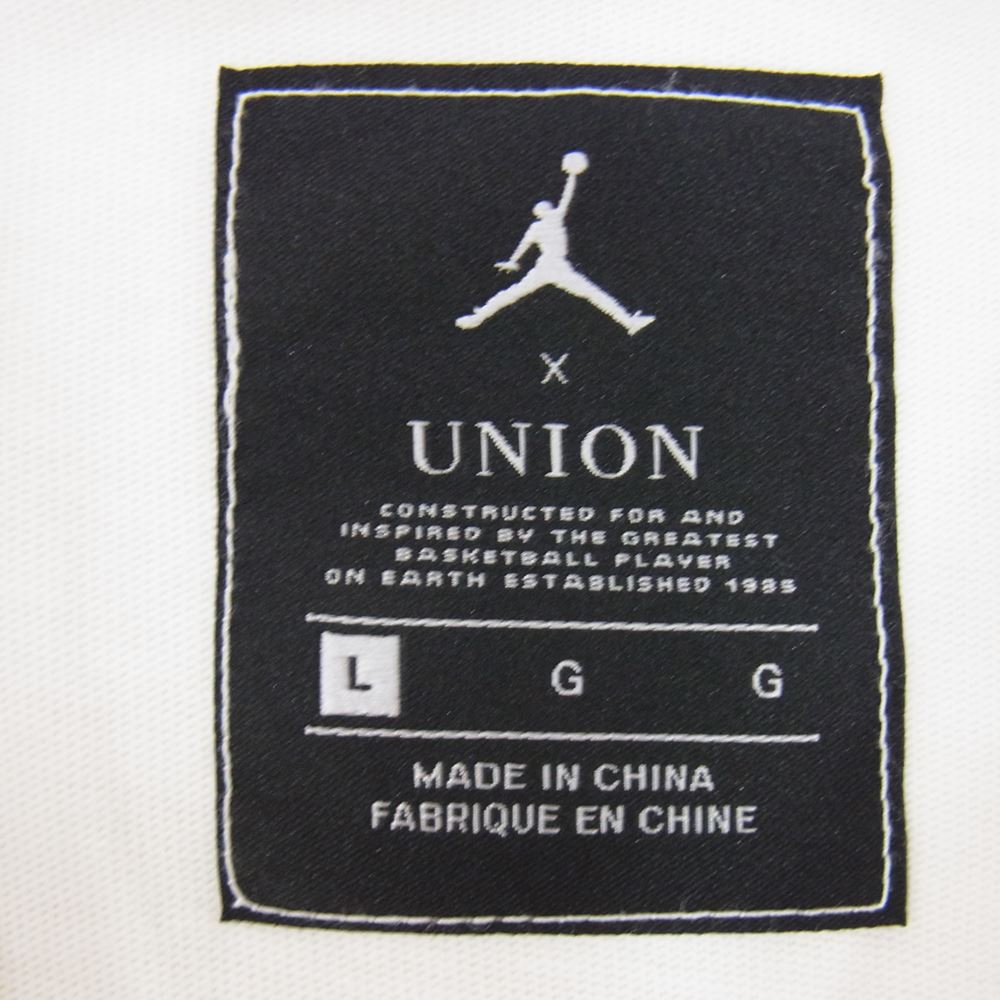 X
UNION
CONSTRUCTED FOR AND
INSPIRED BY THE GREATEST
BASKETBALL PLAYER
ON EARTH ESTABLISHED 1985
L G G
MADE IN CHINA
FABRIQUE EN CHINE